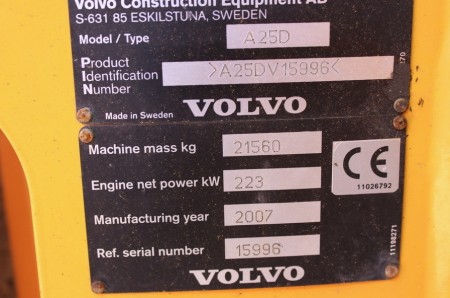 Volvo Construction Equipment AB
S-631 85 ESKILSTUNA, SWEDEN
Model / Type A25D
Product
Identification >A25DV15996<
Number
VOLVO
Made in Sweden
Machine mass kg 21560
Engine net power kW 223
CE
11026792
Manufacturing year 2007
Ref. serial number 15996
11198271
VOLVO